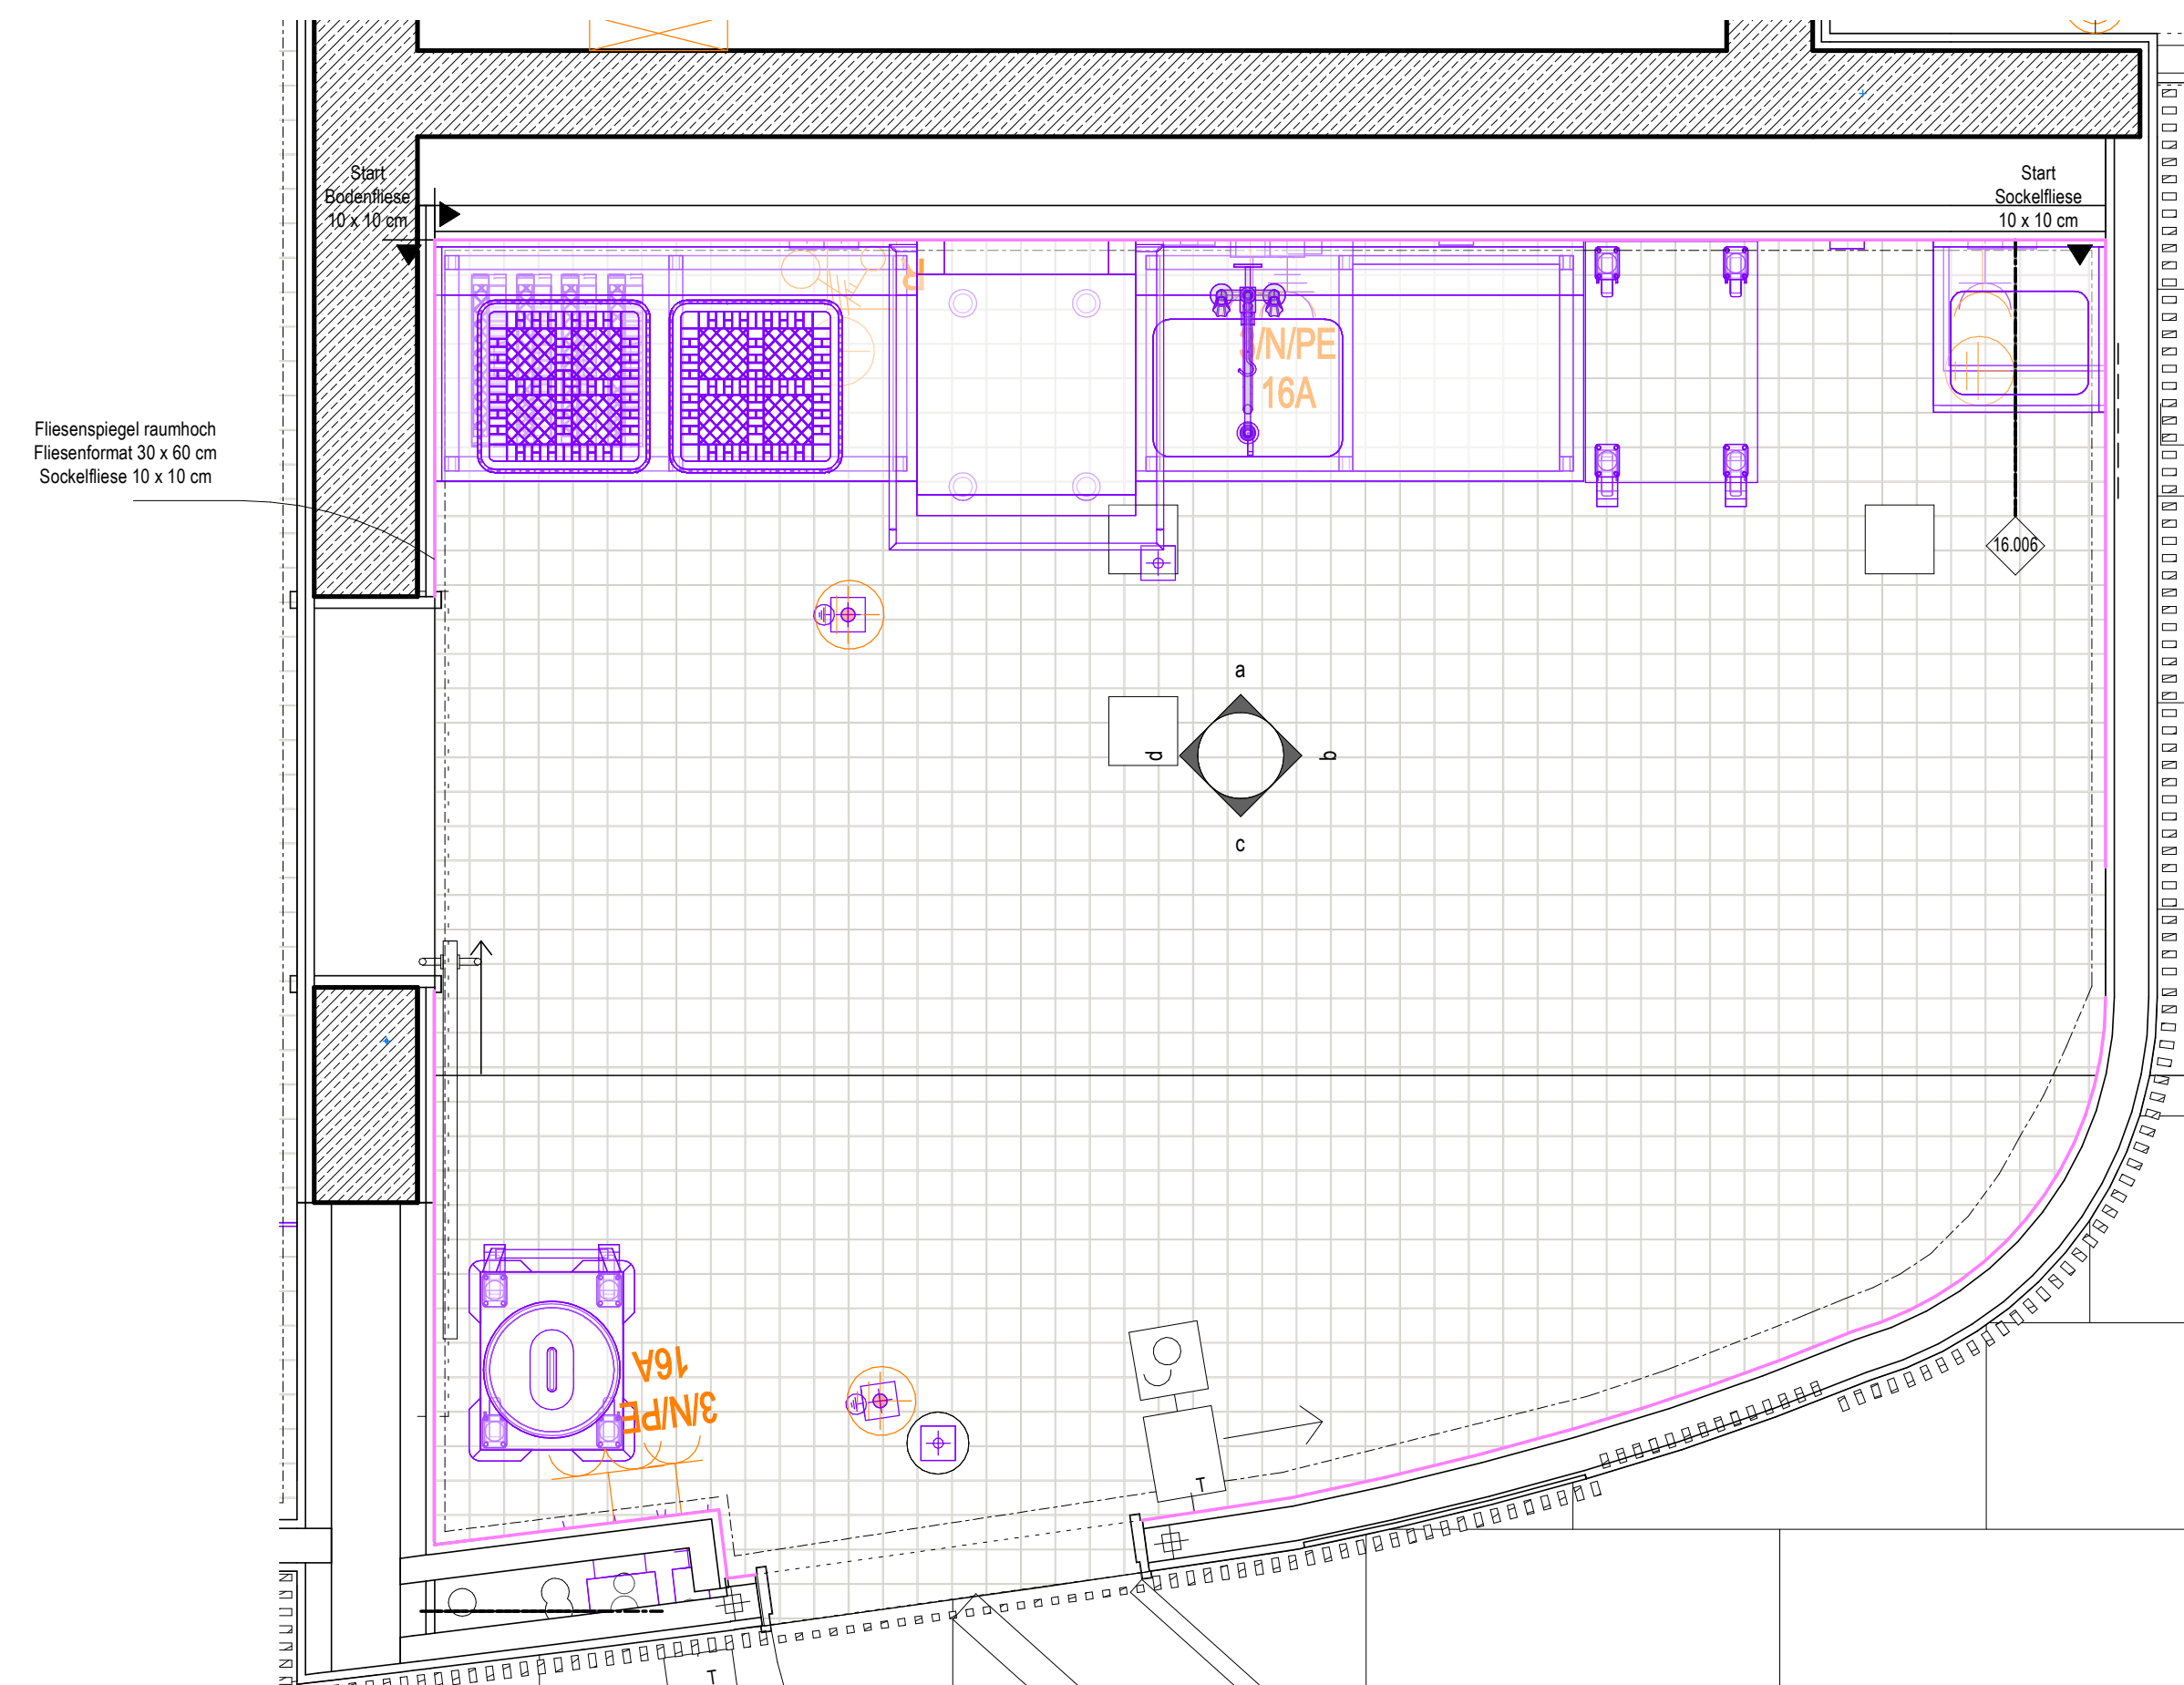 Start
Bodenfliese
10 x 10 cm
Start
Sockelfliese
10 x 10 cm
R
3/N/PE
16A
Fliesenspiegel raumhoch
Fliesenformat 30 x 60 cm
Sockelfliese 10 x 10 cm
16.006
a
d
b
c
16A
3/N/PE
T
T